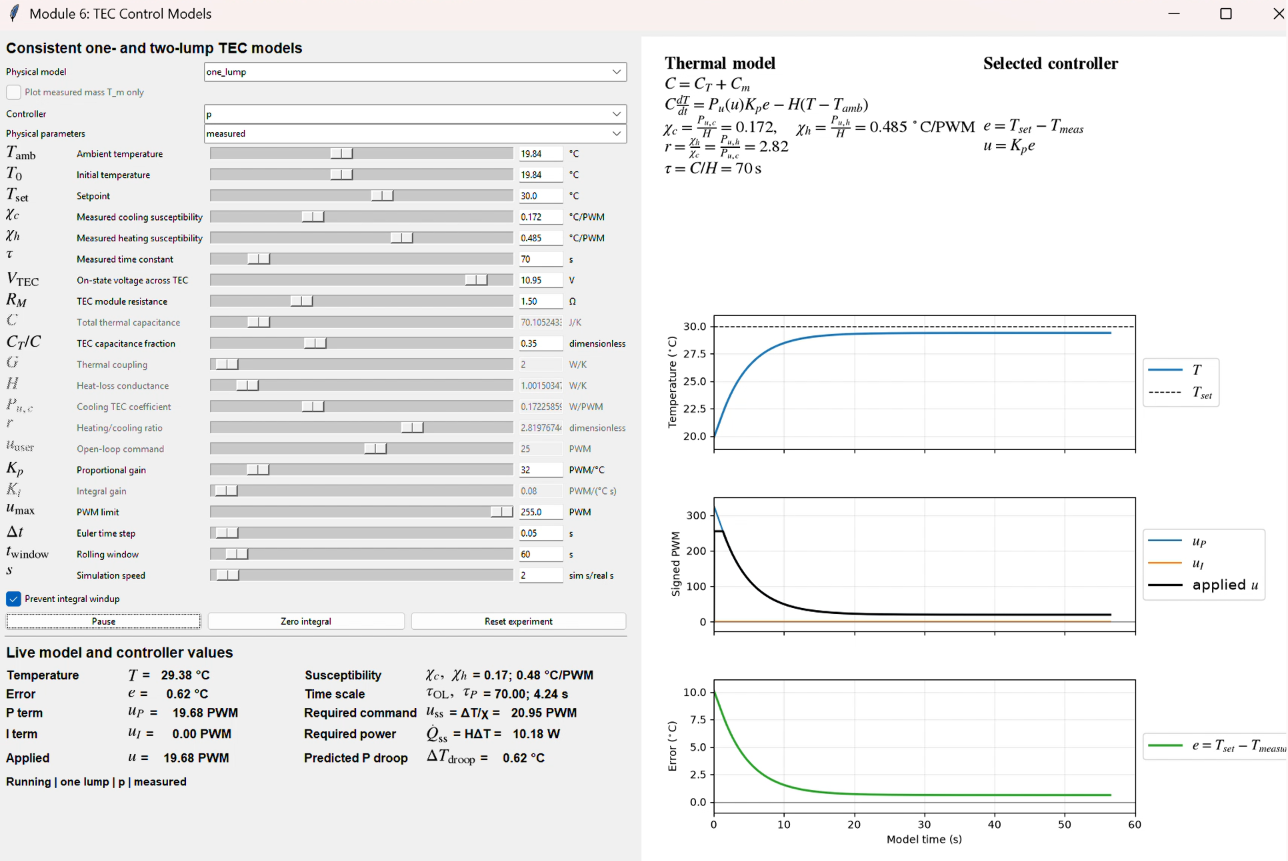 Module 6: TEC Control Models
Consistent one- and two-lump TEC models
Physical model one_lump
Plot measured mass T_m only
Controller p
Physical parameters measured
T_amb Ambient temperature 19.84 °C
T_0 Initial temperature 19.84 °C
T_set Setpoint 30.0 °C
χ_c Measured cooling susceptibility 0.172 °C/PWM
χ_h Measured heating susceptibility 0.485 °C/PWM
τ Measured time constant 70 s
V_TEC On-state voltage across TEC 10.95 V
R_M TEC module resistance 1.50 Ω
C Total thermal capacitance 70.1052433 J/K
C_T/C TEC capacitance fraction 0.35 dimensionless
G Thermal coupling 2 W/K
H Heat-loss conductance 1.00150347 W/K
P_u,c Cooling TEC coefficient 0.17225859 W/PWM
r Heating/cooling ratio 2.81976744 dimensionless
u_user Open-loop command 25 PWM
K_p Proportional gain 32 PWM/°C
K_i Integral gain 0.08 PWM/(°C s)
u_max PWM limit 255.0 PWM
Δt Euler time step 0.05 s
t_window Rolling window 60 s
s Simulation speed 2 sim s/real s
Prevent integral windup
Pause Zero integral Reset experiment
Live model and controller values
Temperature T = 29.38 °C Susceptibility χ_c, χ_h = 0.17; 0.48 °C/PWM
Error e = 0.62 °C Time scale τ_OL, τ_P = 70.00; 4.24 s
P term u_P = 19.68 PWM Required command u_ss = ΔT/χ = 20.95 PWM
I term u_I = 0.00 PWM Required power Q̇_ss = HΔT = 10.18 W
Applied u = 19.68 PWM Predicted P droop ΔT_droop = 0.62 °C
Running | one lump | p | measured
Thermal model
C = C_T + C_m
C dT/dt = P_u(u)K_p e − H(T − T_amb)
χ_c = P_u,c/H = 0.172, χ_h = P_u,h/H = 0.485 °C/PWM
r = χ_h/χ_c = P_u,h/P_u,c = 2.82
τ = C/H = 70 s
Selected controller
e = T_set − T_meas
u = K_p e
Temperature (°C)
30.0
27.5
25.0
22.5
20.0
T
T_set
Signed PWM
300
200
100
0
u_P
u_I
applied u
Error (°C)
10.0
7.5
5.0
2.5
0.0
e = T_set − T_measu
0 10 20 30 40 50 60
Model time (s)